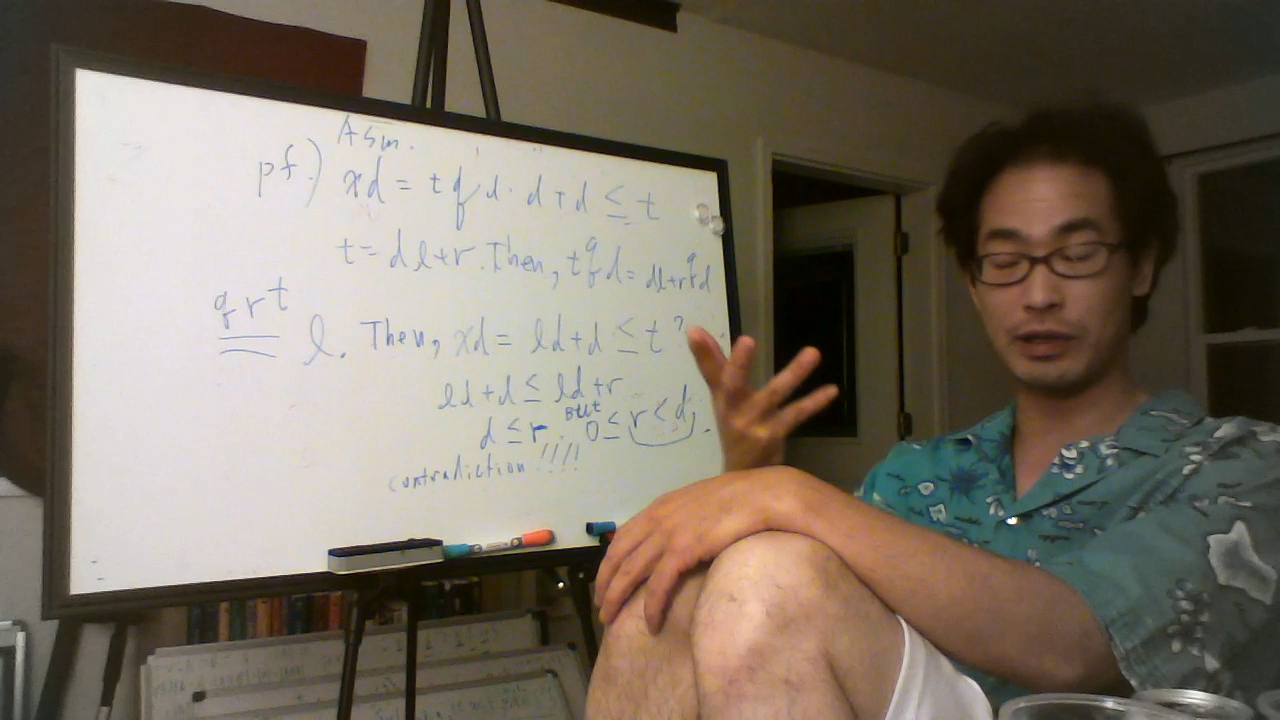 Asm.
pf.) xd = t q d · d + d ≤ t
t = dl+r. Then, t q d = dl+r q d
q r t
l. Then, xd = ld+d ≤ t ?
ld+d ≤ ld+r
d ≤ r. But 0 ≤ r < d,.
contradiction !!!!